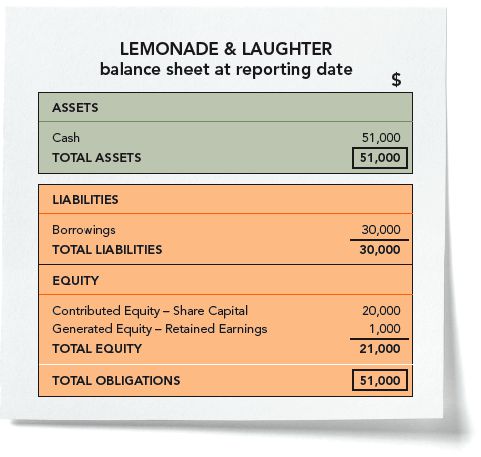 LEMONADE & LAUGHTER
balance sheet at reporting date
$
ASSETS
Cash 51,000
TOTAL ASSETS 51,000
LIABILITIES
Borrowings 30,000
TOTAL LIABILITIES 30,000
EQUITY
Contributed Equity – Share Capital 20,000
Generated Equity – Retained Earnings 1,000
TOTAL EQUITY 21,000
TOTAL OBLIGATIONS 51,000